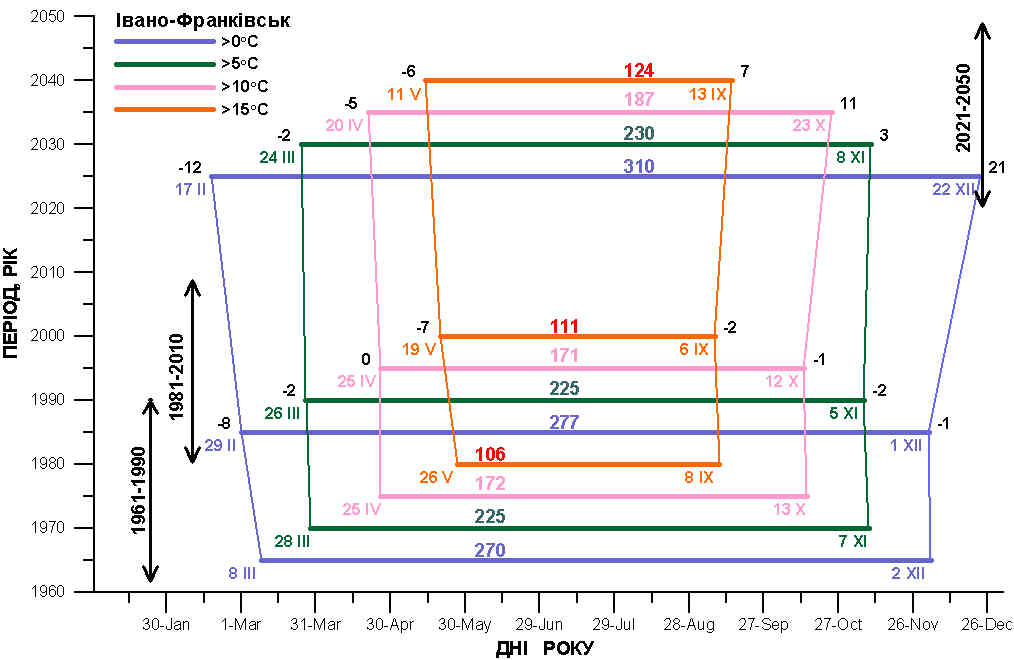 Івано-Франківськ
>0°C
>5°C
>10°C
>15°C
2050
2040
2030
2020
2010
2000
1990
1980
1970
1960
ПЕРІОД, РІК
1961-1990
1981-2010
2021-2050
-6 124 7
11 V 13 IX
-5 187 11
20 IV 23 X
-2 230 3
24 III 8 XI
-12 310 21
17 II 22 XII
-7 111 -2
19 V 6 IX
0 171 -1
25 IV 12 X
-2 225 -2
26 III 5 XI
-8 277 -1
29 II 1 XII
106
26 V 8 IX
172
25 IV 13 X
225
28 III 7 XI
270
8 III 2 XII
30-Jan 1-Mar 31-Mar 30-Apr 30-May 29-Jun 29-Jul 28-Aug 27-Sep 27-Oct 26-Nov 26-Dec
ДНІ РОКУ